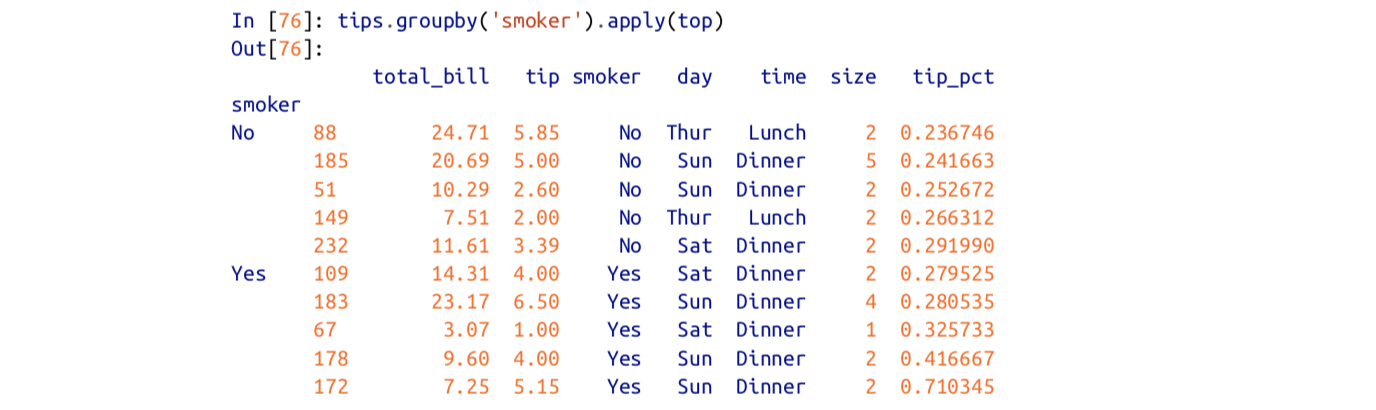 In [76]: tips.groupby('smoker').apply(top)
Out[76]:
            total_bill   tip smoker   day    time  size   tip_pct
smoker
No     88        24.71  5.85     No  Thur   Lunch     2  0.236746
       185       20.69  5.00     No   Sun  Dinner     5  0.241663
       51        10.29  2.60     No   Sun  Dinner     2  0.252672
       149        7.51  2.00     No  Thur   Lunch     2  0.266312
       232       11.61  3.39     No   Sat  Dinner     2  0.291990
Yes    109       14.31  4.00    Yes   Sat  Dinner     2  0.279525
       183       23.17  6.50    Yes   Sun  Dinner     4  0.280535
       67         3.07  1.00    Yes   Sat  Dinner     1  0.325733
       178        9.60  4.00    Yes   Sun  Dinner     2  0.416667
       172        7.25  5.15    Yes   Sun  Dinner     2  0.710345